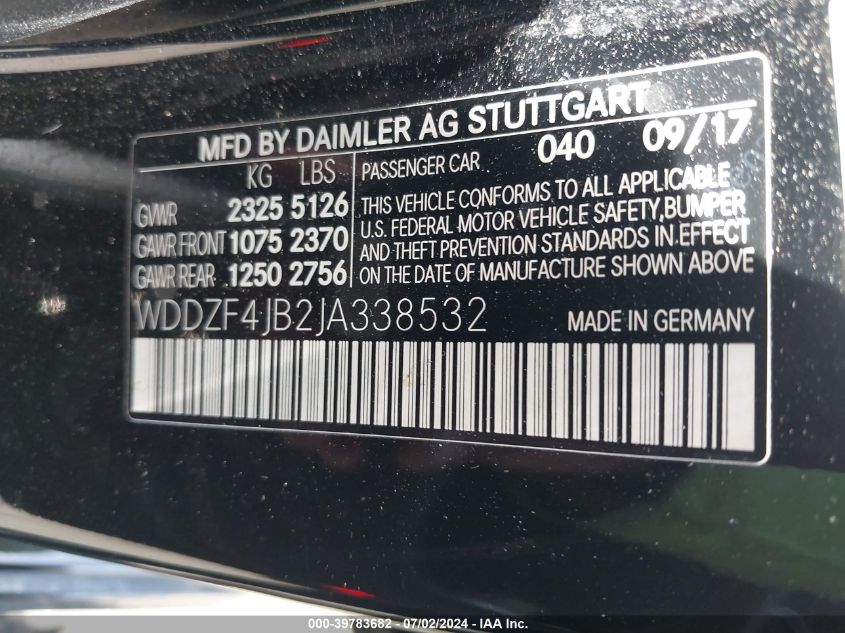 MFD BY DAIMLER AG STUTTGART
KG LBS
GVWR 2325 5126
GAWR FRONT 1075 2370
GAWR REAR 1250 2756
PASSENGER CAR 040 09/17
THIS VEHICLE CONFORMS TO ALL APPLICABLE
U.S. FEDERAL MOTOR VEHICLE SAFETY,BUMPER
AND THEFT PREVENTION STANDARDS IN EFFECT
ON THE DATE OF MANUFACTURE SHOWN ABOVE
WDDZF4JB2JA338532 MADE IN GERMANY
000-39783682 - 07/02/2024 - © IAA Inc.